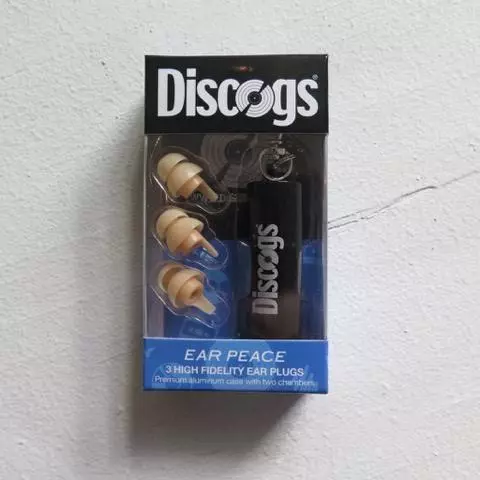 Discogs®
Discogs
EAR PEACE
3 HIGH FIDELITY EAR PLUGS
Premium aluminum case with two chambers